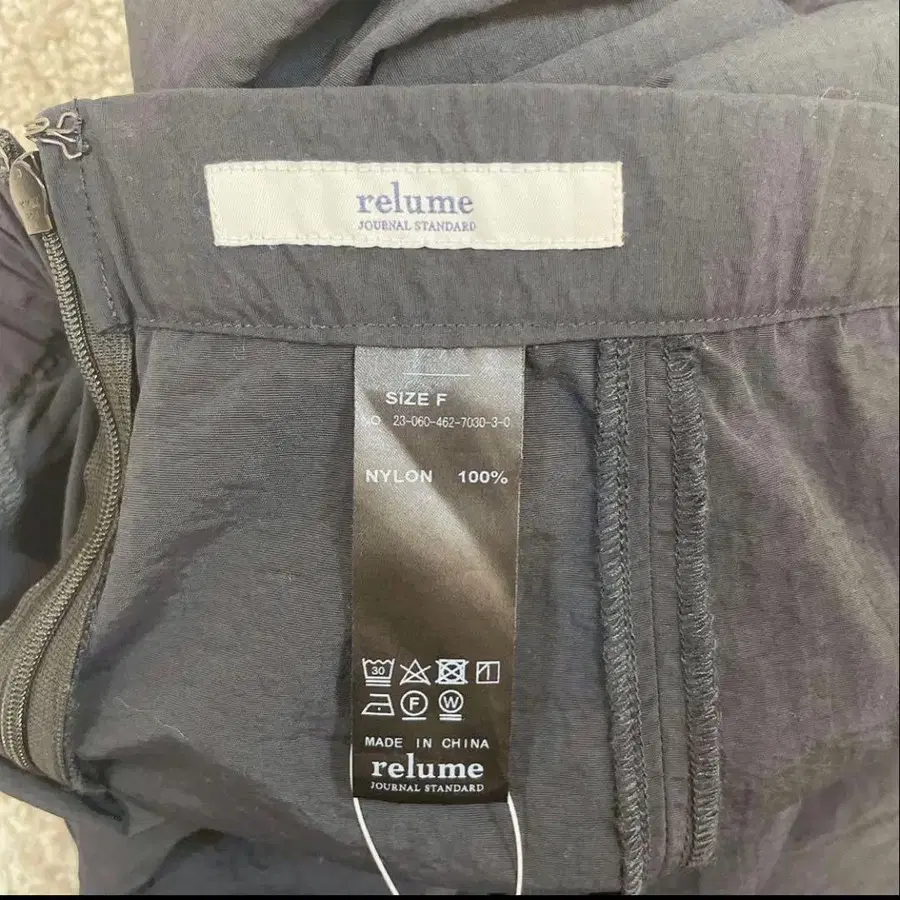 relume
JOURNAL STANDARD
SIZE F
NO 23-060-462-7030-3-0
NYLON 100%
30
F W
MADE IN CHINA
relume
JOURNAL STANDARD